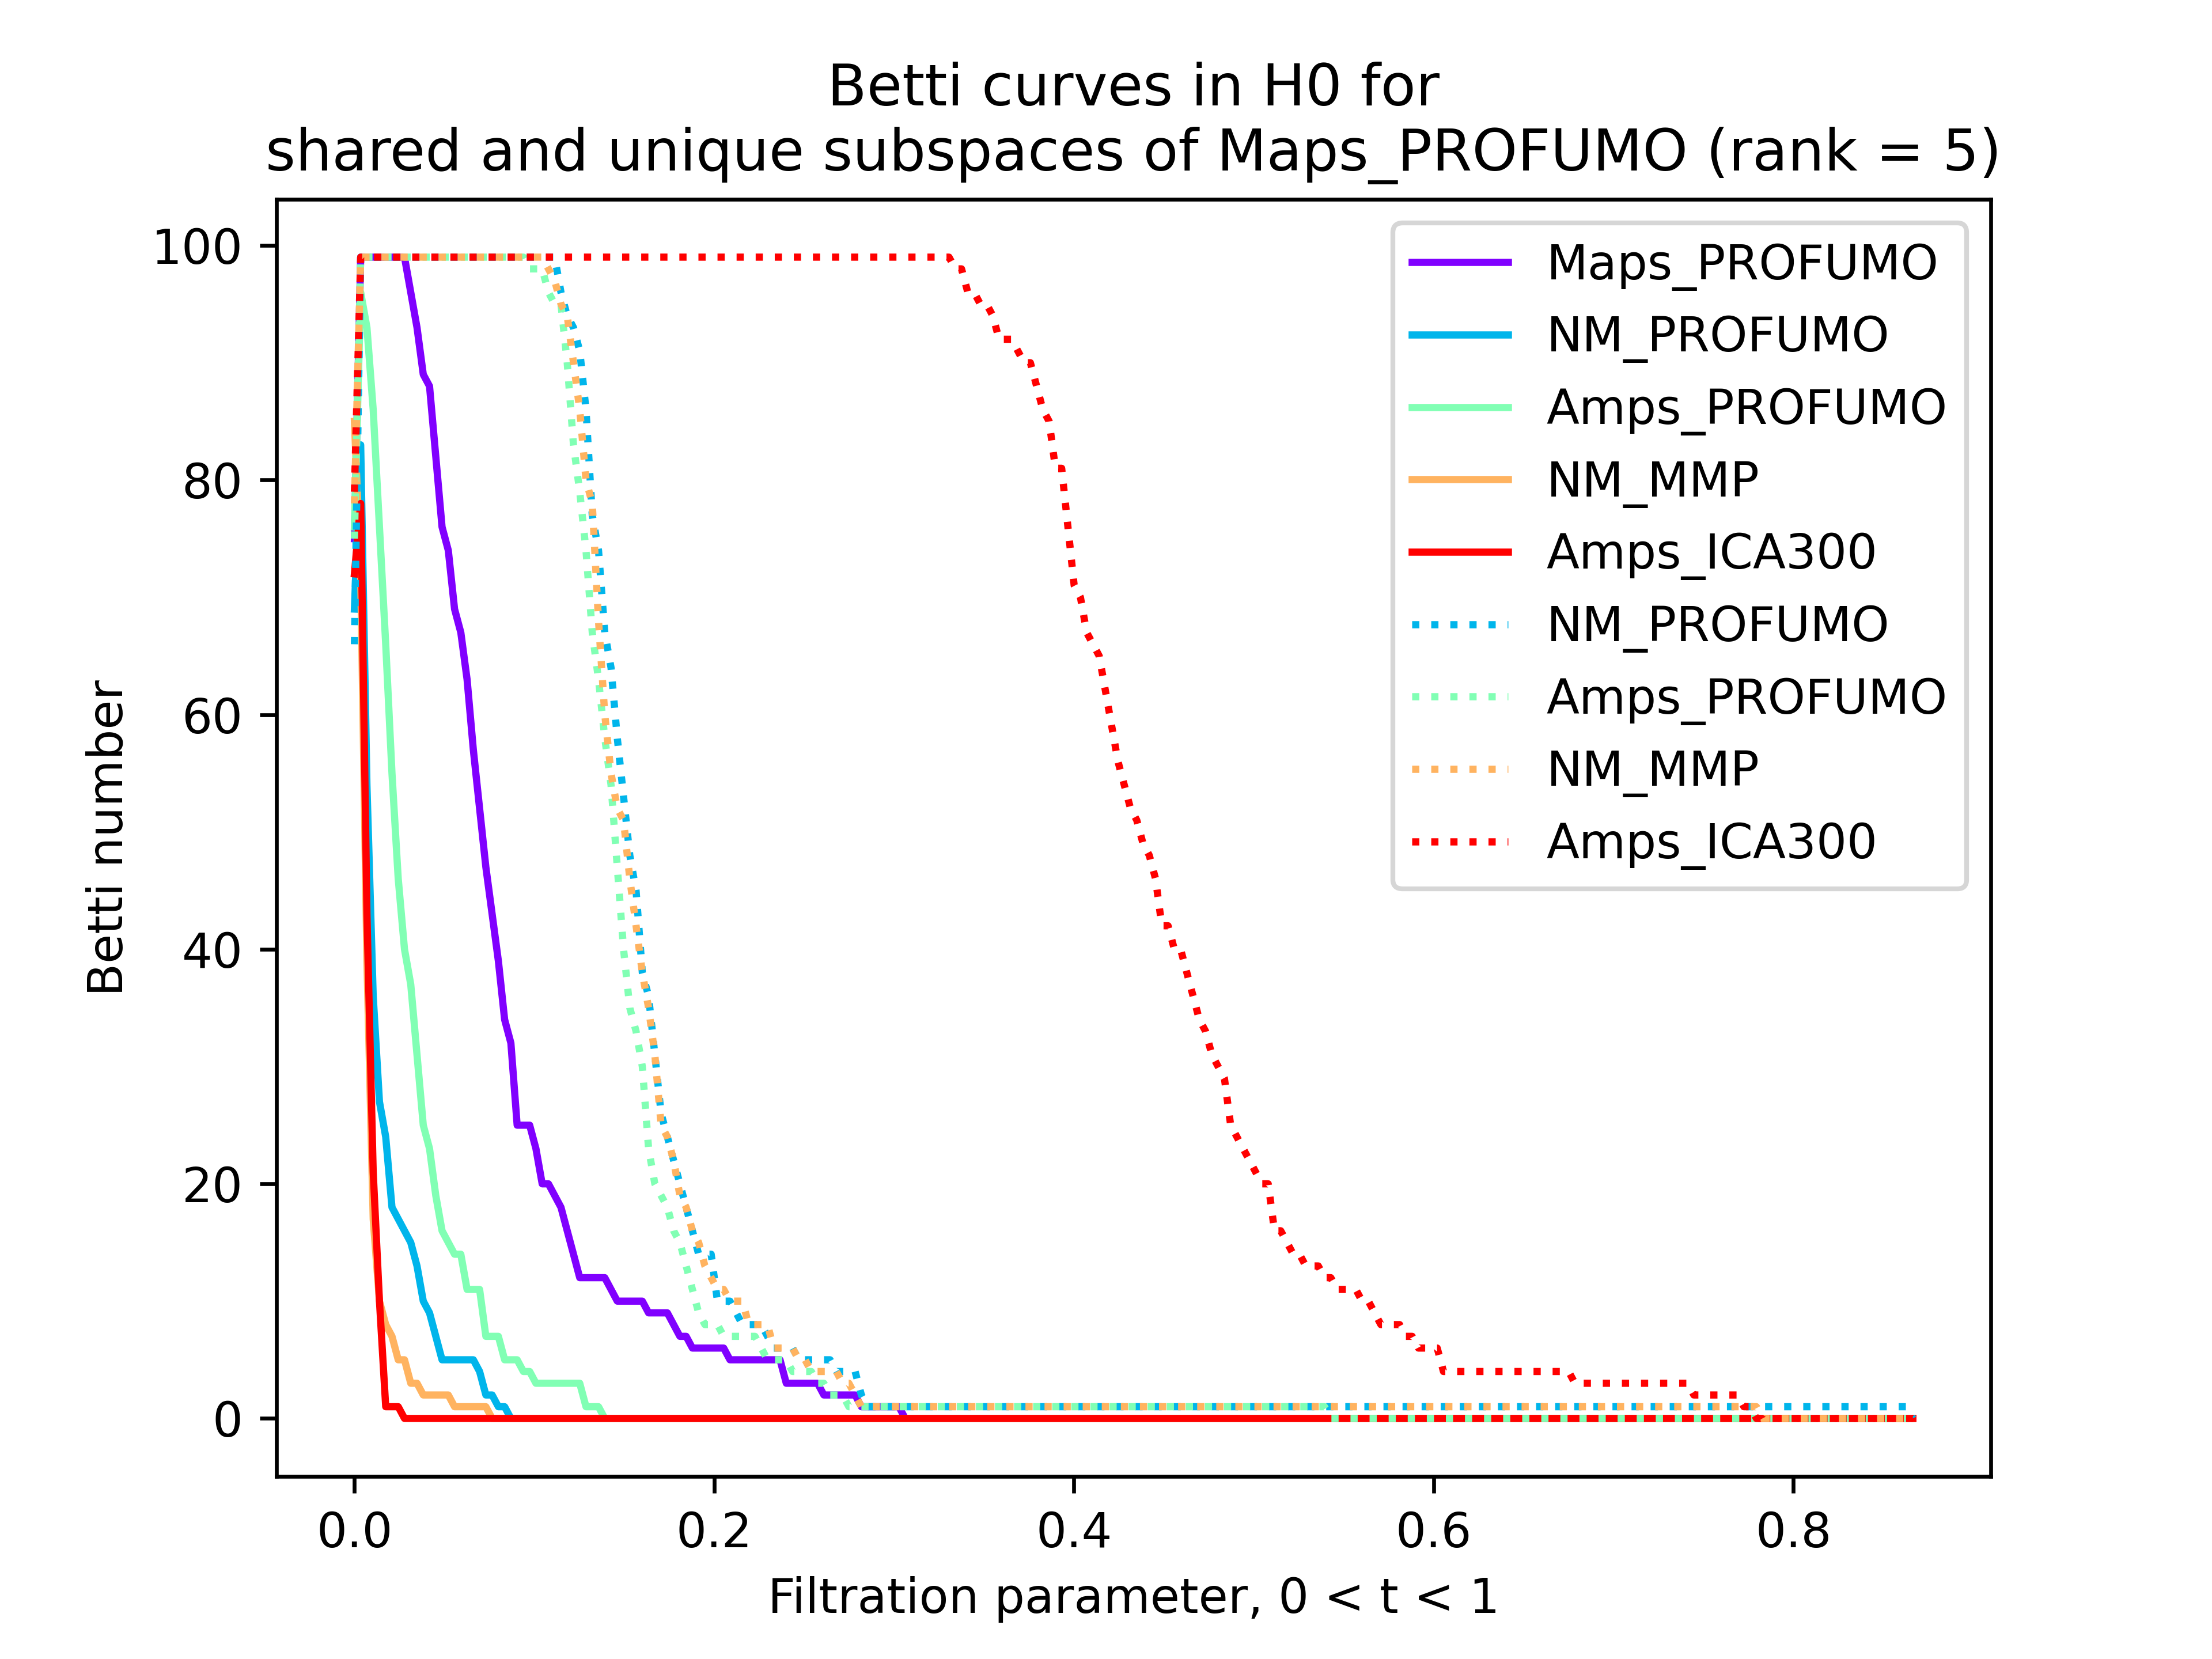 Betti curves in H0 for
shared and unique subspaces of Maps_PROFUMO (rank = 5)
100
80
60
40
20
0
Betti number
Maps_PROFUMO
NM_PROFUMO
Amps_PROFUMO
NM_MMP
Amps_ICA300
NM_PROFUMO
Amps_PROFUMO
NM_MMP
Amps_ICA300
0.0 0.2 0.4 0.6 0.8
Filtration parameter, 0 < t < 1